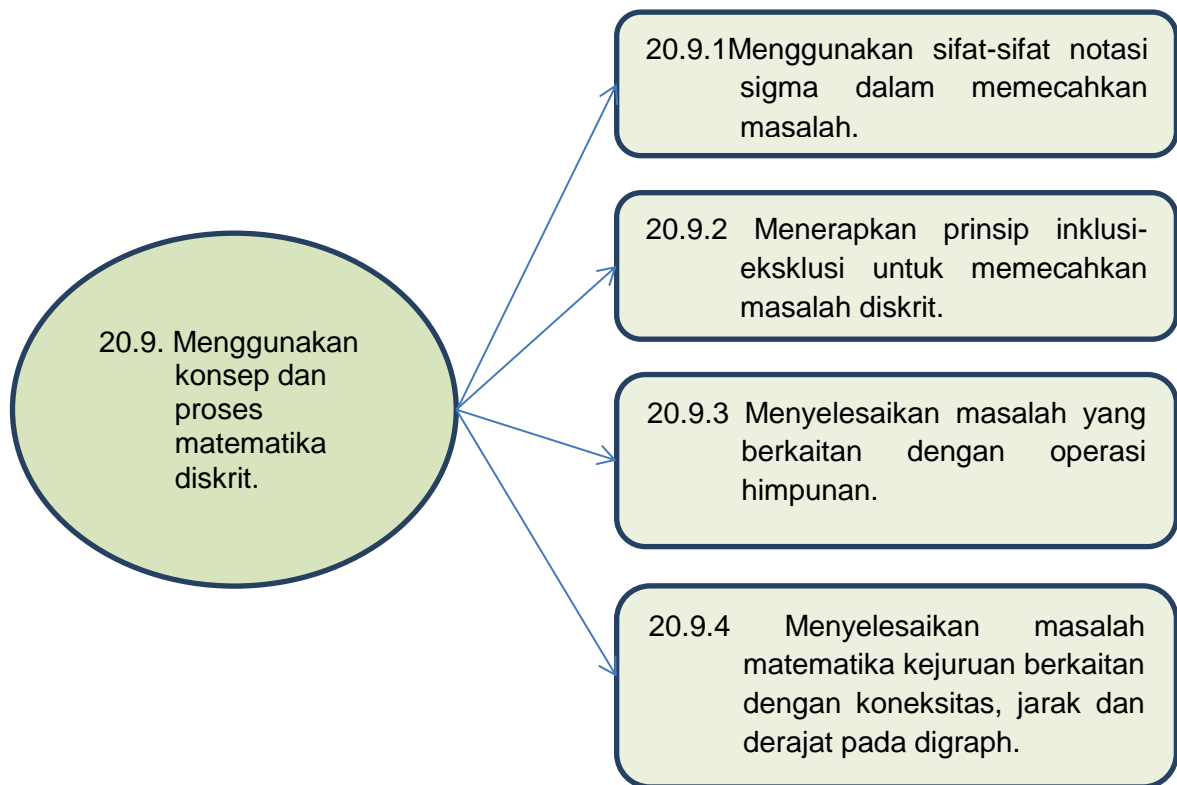 20.9. Menggunakan
konsep dan
proses
matematika
diskrit.
20.9.1Menggunakan sifat-sifat notasi
sigma dalam memecahkan
masalah.
20.9.2 Menerapkan prinsip inklusi-
eksklusi untuk memecahkan
masalah diskrit.
20.9.3 Menyelesaikan masalah yang
berkaitan dengan operasi
himpunan.
20.9.4 Menyelesaikan masalah
matematika kejuruan berkaitan
dengan koneksitas, jarak dan
derajat pada digraph.